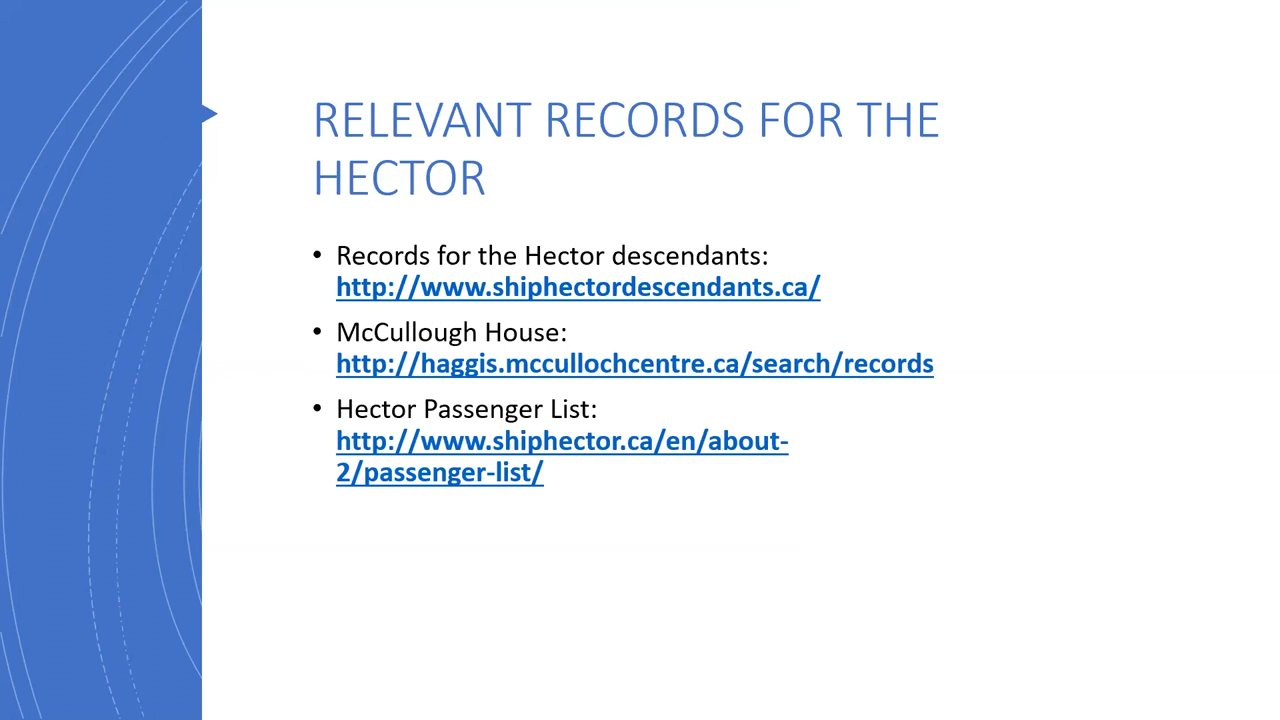 RELEVANT RECORDS FOR THE
HECTOR
• Records for the Hector descendants:
http://www.shiphectordescendants.ca/
• McCullough House:
http://haggis.mccullochcentre.ca/search/records
• Hector Passenger List:
http://www.shiphector.ca/en/about-
2/passenger-list/